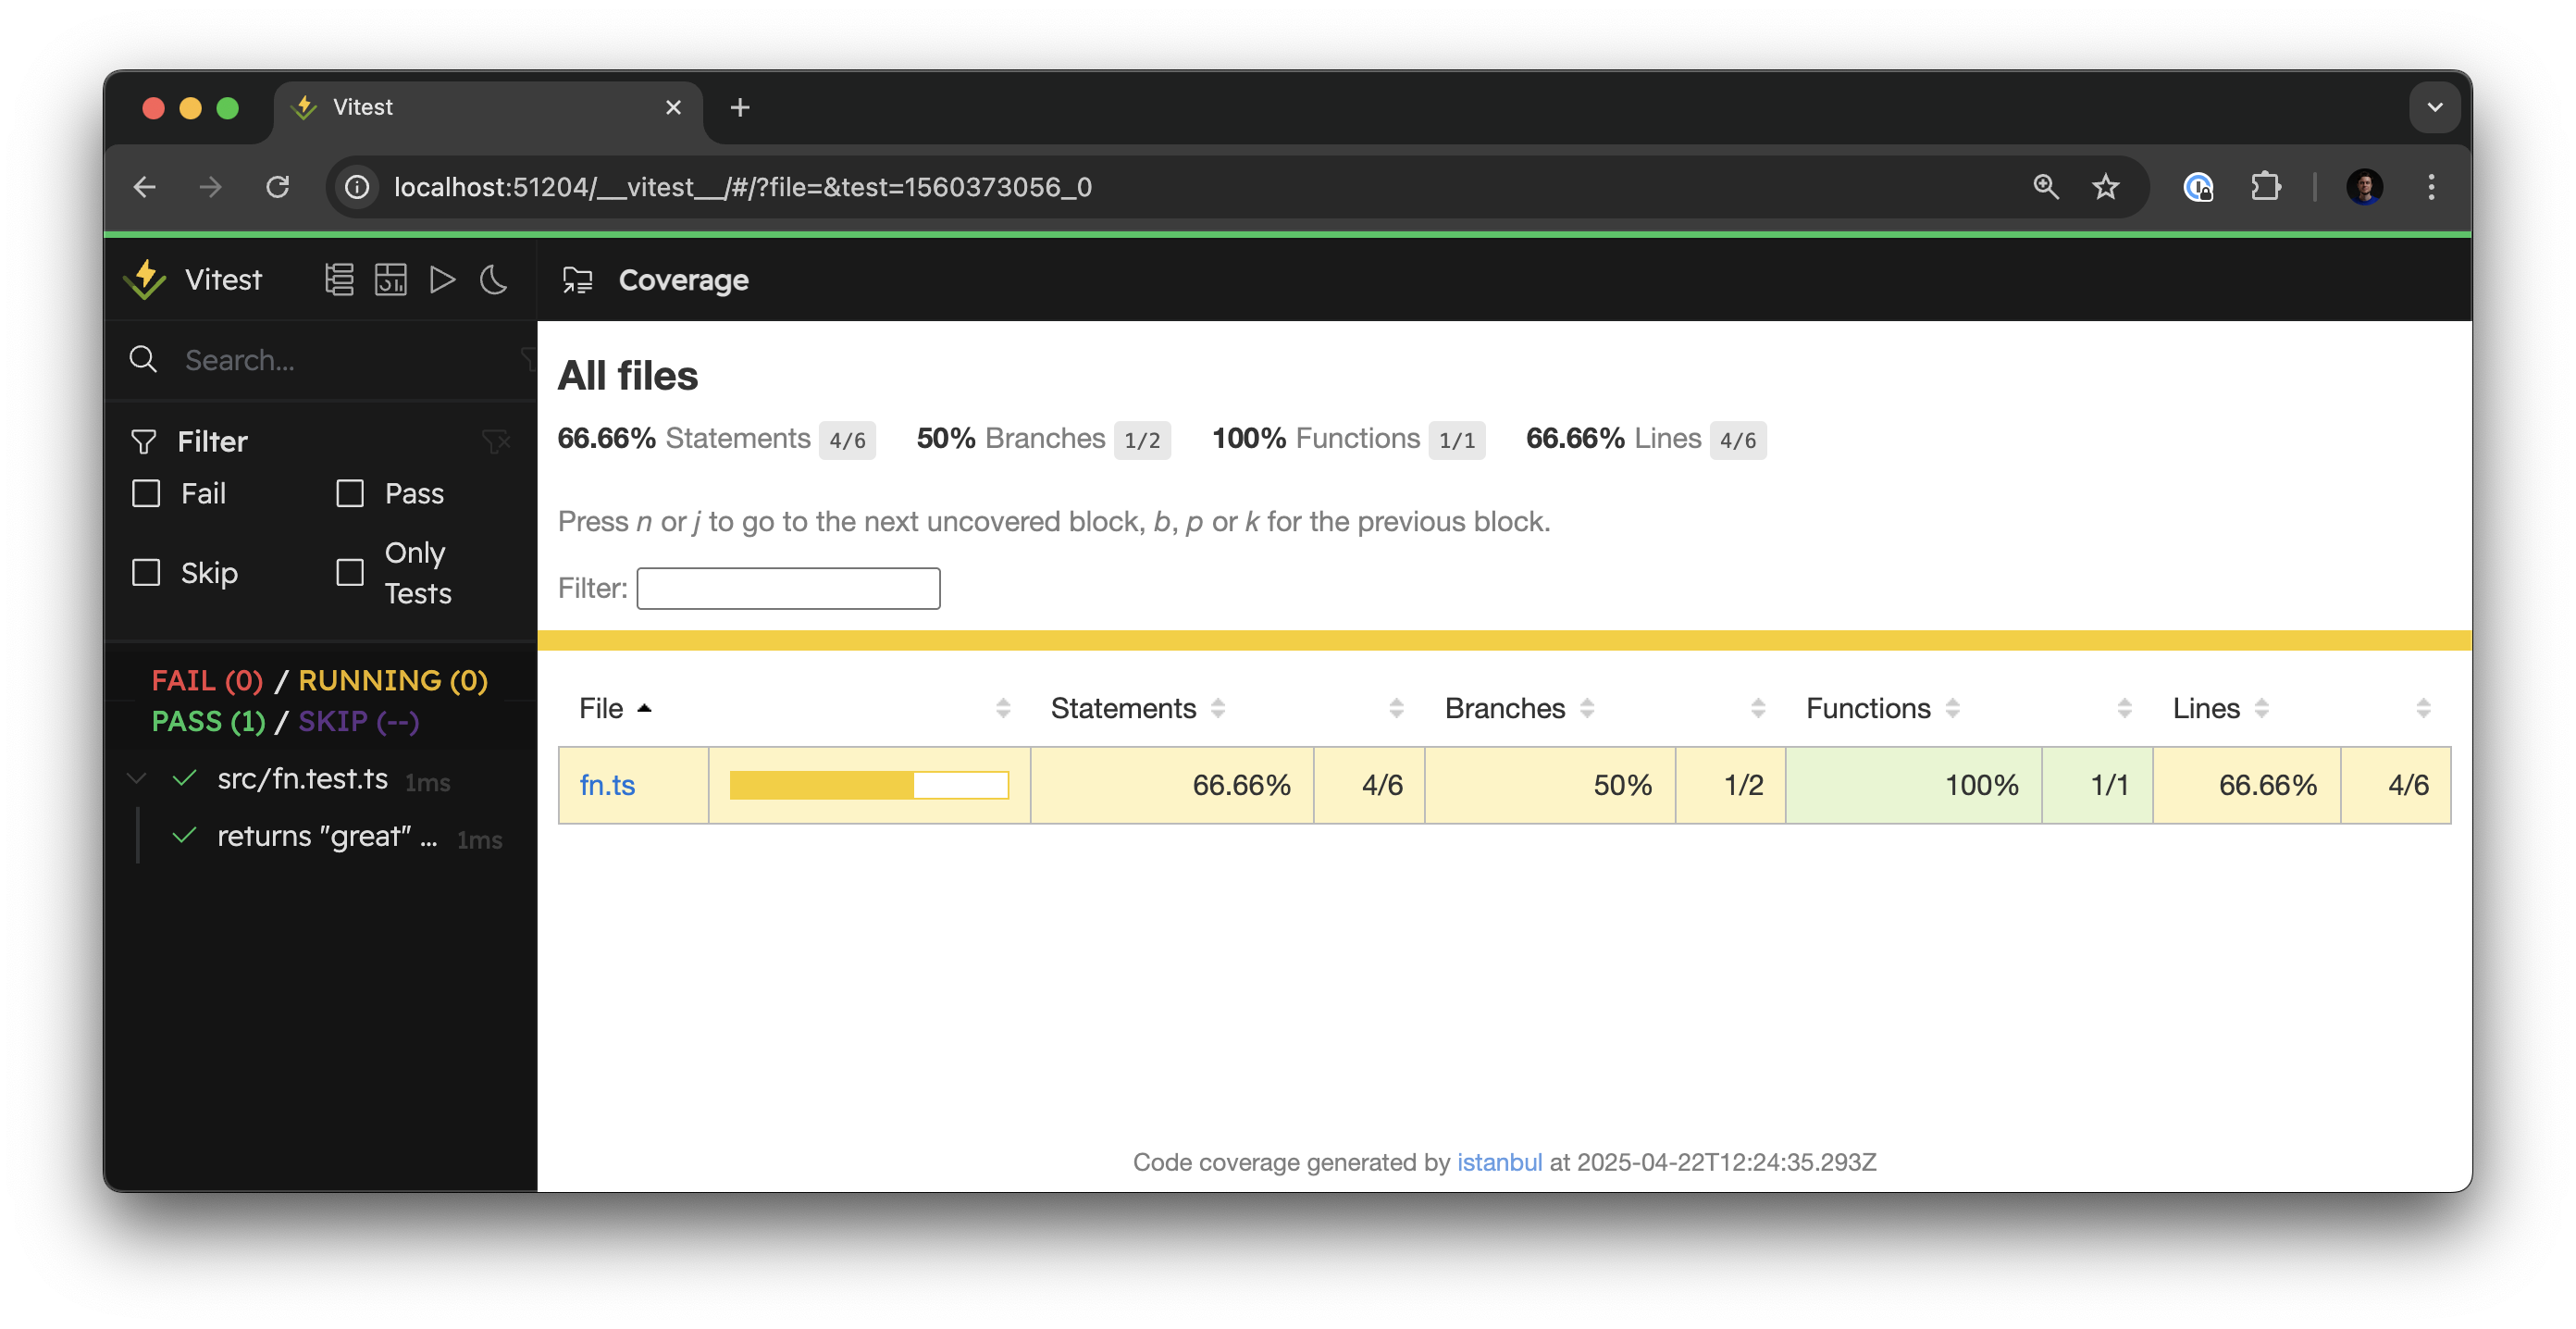 Vitest
localhost:51204/__vitest__/#/?file=&test=1560373056_0
Vitest
Coverage
Search...
Filter
Fail
Pass
Skip
Only
Tests
FAIL (0) / RUNNING (0)
PASS (1) / SKIP (--)
src/fn.test.ts 1ms
returns "great" ... 1ms
All files
66.66% Statements 4/6 50% Branches 1/2 100% Functions 1/1 66.66% Lines 4/6
Press n or j to go to the next uncovered block, b, p or k for the previous block.
Filter:
File Statements Branches Functions Lines
fn.ts 66.66% 4/6 50% 1/2 100% 1/1 66.66% 4/6
Code coverage generated by istanbul at 2025-04-22T12:24:35.293Z